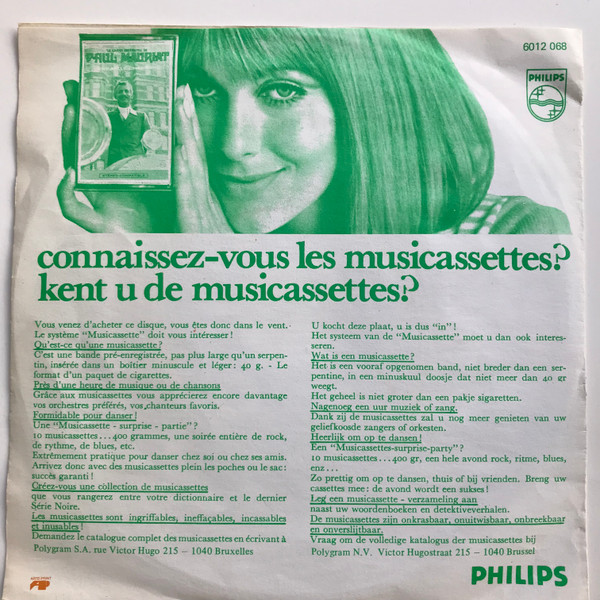 6012 068
PHILIPS
PAUL MAURIAT
connaissez-vous les musicassettes?
kent u de musicassettes?
Vous venez d'acheter ce disque, vous êtes donc dans le vent.
Le système "Musicassette" doit vous intéresser!
Qu'est-ce qu'une musicassette?
C'est une bande pré-enregistrée, pas plus large qu'un serpen-
tin, insérée dans un boîtier minuscule et léger: 40 g. - Le
format d'un paquet de cigarettes.
Près d'une heure de musique ou de chansons
Grâce aux musicassettes vous apprécierez encore davantage
vos orchestres préférés, vos chanteurs favoris.
Formidable pour danser!
Une "Musicassette - surprise - partie"?
10 musicassettes...400 grammes, une soirée entière de rock,
de rythme, de blues, etc.
Extrêmement pratique pour danser chez soi ou chez ses amis.
Arrivez donc avec des musicassettes plein les poches ou le sac:
succès garanti!
Créez-vous une collection de musicassettes
que vous rangerez entre votre dictionnaire et le dernier
Série Noire.
Les musicassettes sont ingriffables, ineffaçables, incassables
et inusables!
Demandez le catalogue complet des musicassettes en écrivant à
Polygram S.A. rue Victor Hugo 215 – 1040 Bruxelles
U kocht deze plaat, u is dus "in"!
Het systeem van de "Musicassette" moet u dan ook interes-
seren.
Wat is een musicassette?
Het is een vooraf opgenomen band, niet breder dan een ser-
pentine, in een minuskuul doosje dat niet meer dan 40 gr
weegt.
Het geheel is niet groter dan een pakje sigaretten.
Nagenoeg een uur muziek of zang.
Dank zij de musicassettes zal u nog meer genieten van uw
geliefkoosde zangers of orkesten.
Heerlijk om op te dansen!
Een "Musicassettes-surprise-party"?
10 musicassettes...400 gr, een hele avond rock, ritme, blues,
enz...
Zo prettig om op te dansen, thuis of bij vrienden. Breng uw
cassettes mee: de avond wordt een sukses!
Leg een musicassette - verzameling aan
naast uw woordenboeken en detektiveverhalen.
De musicassettes zijn onkrasbaar, onuitwisbaar, onbreekbaar
en onverslijtbaar.
Vraag om de volledige katalogus der musicassettes bij
Polygram N.V. Victor Hugostraat 215 – 1040 Brussel
PHILIPS